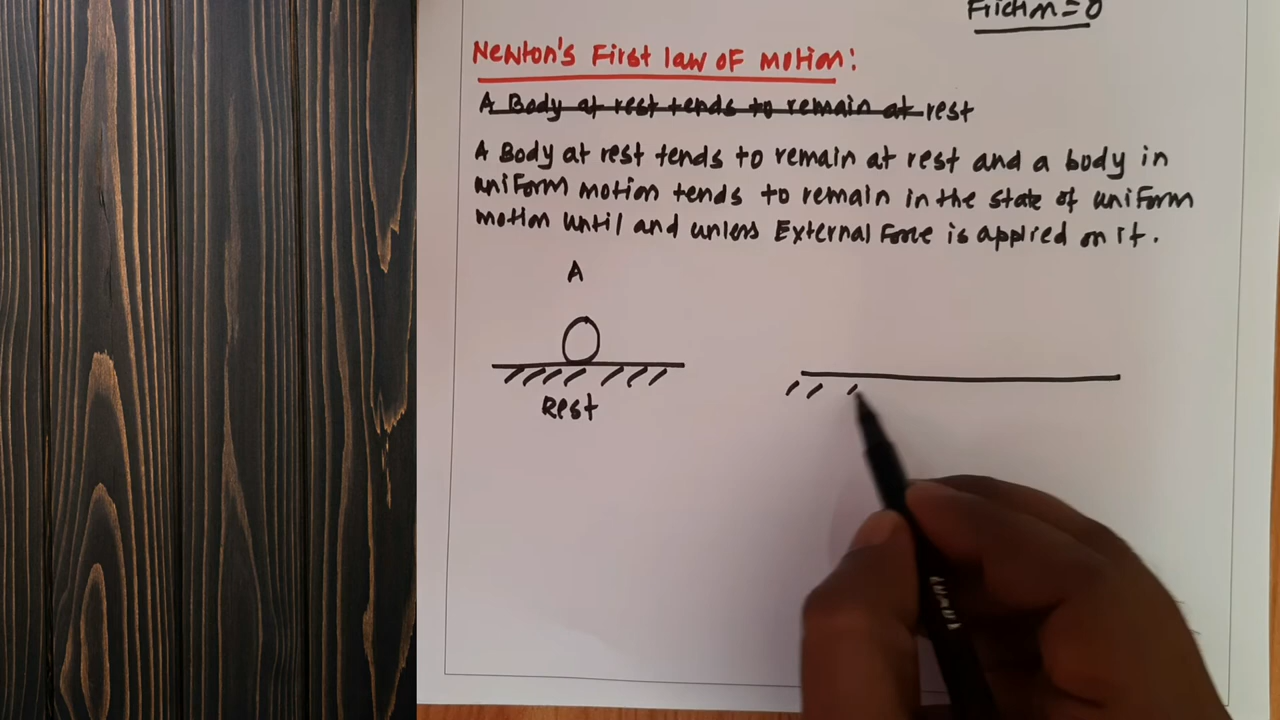 Friction = 0
Newton's First law of motion:
A Body at rest tends to remain at rest
A Body at rest tends to remain at rest and a body in
uniform motion tends to remain in the state of uniform
motion until and unless External Force is applied on it.
A
Rest